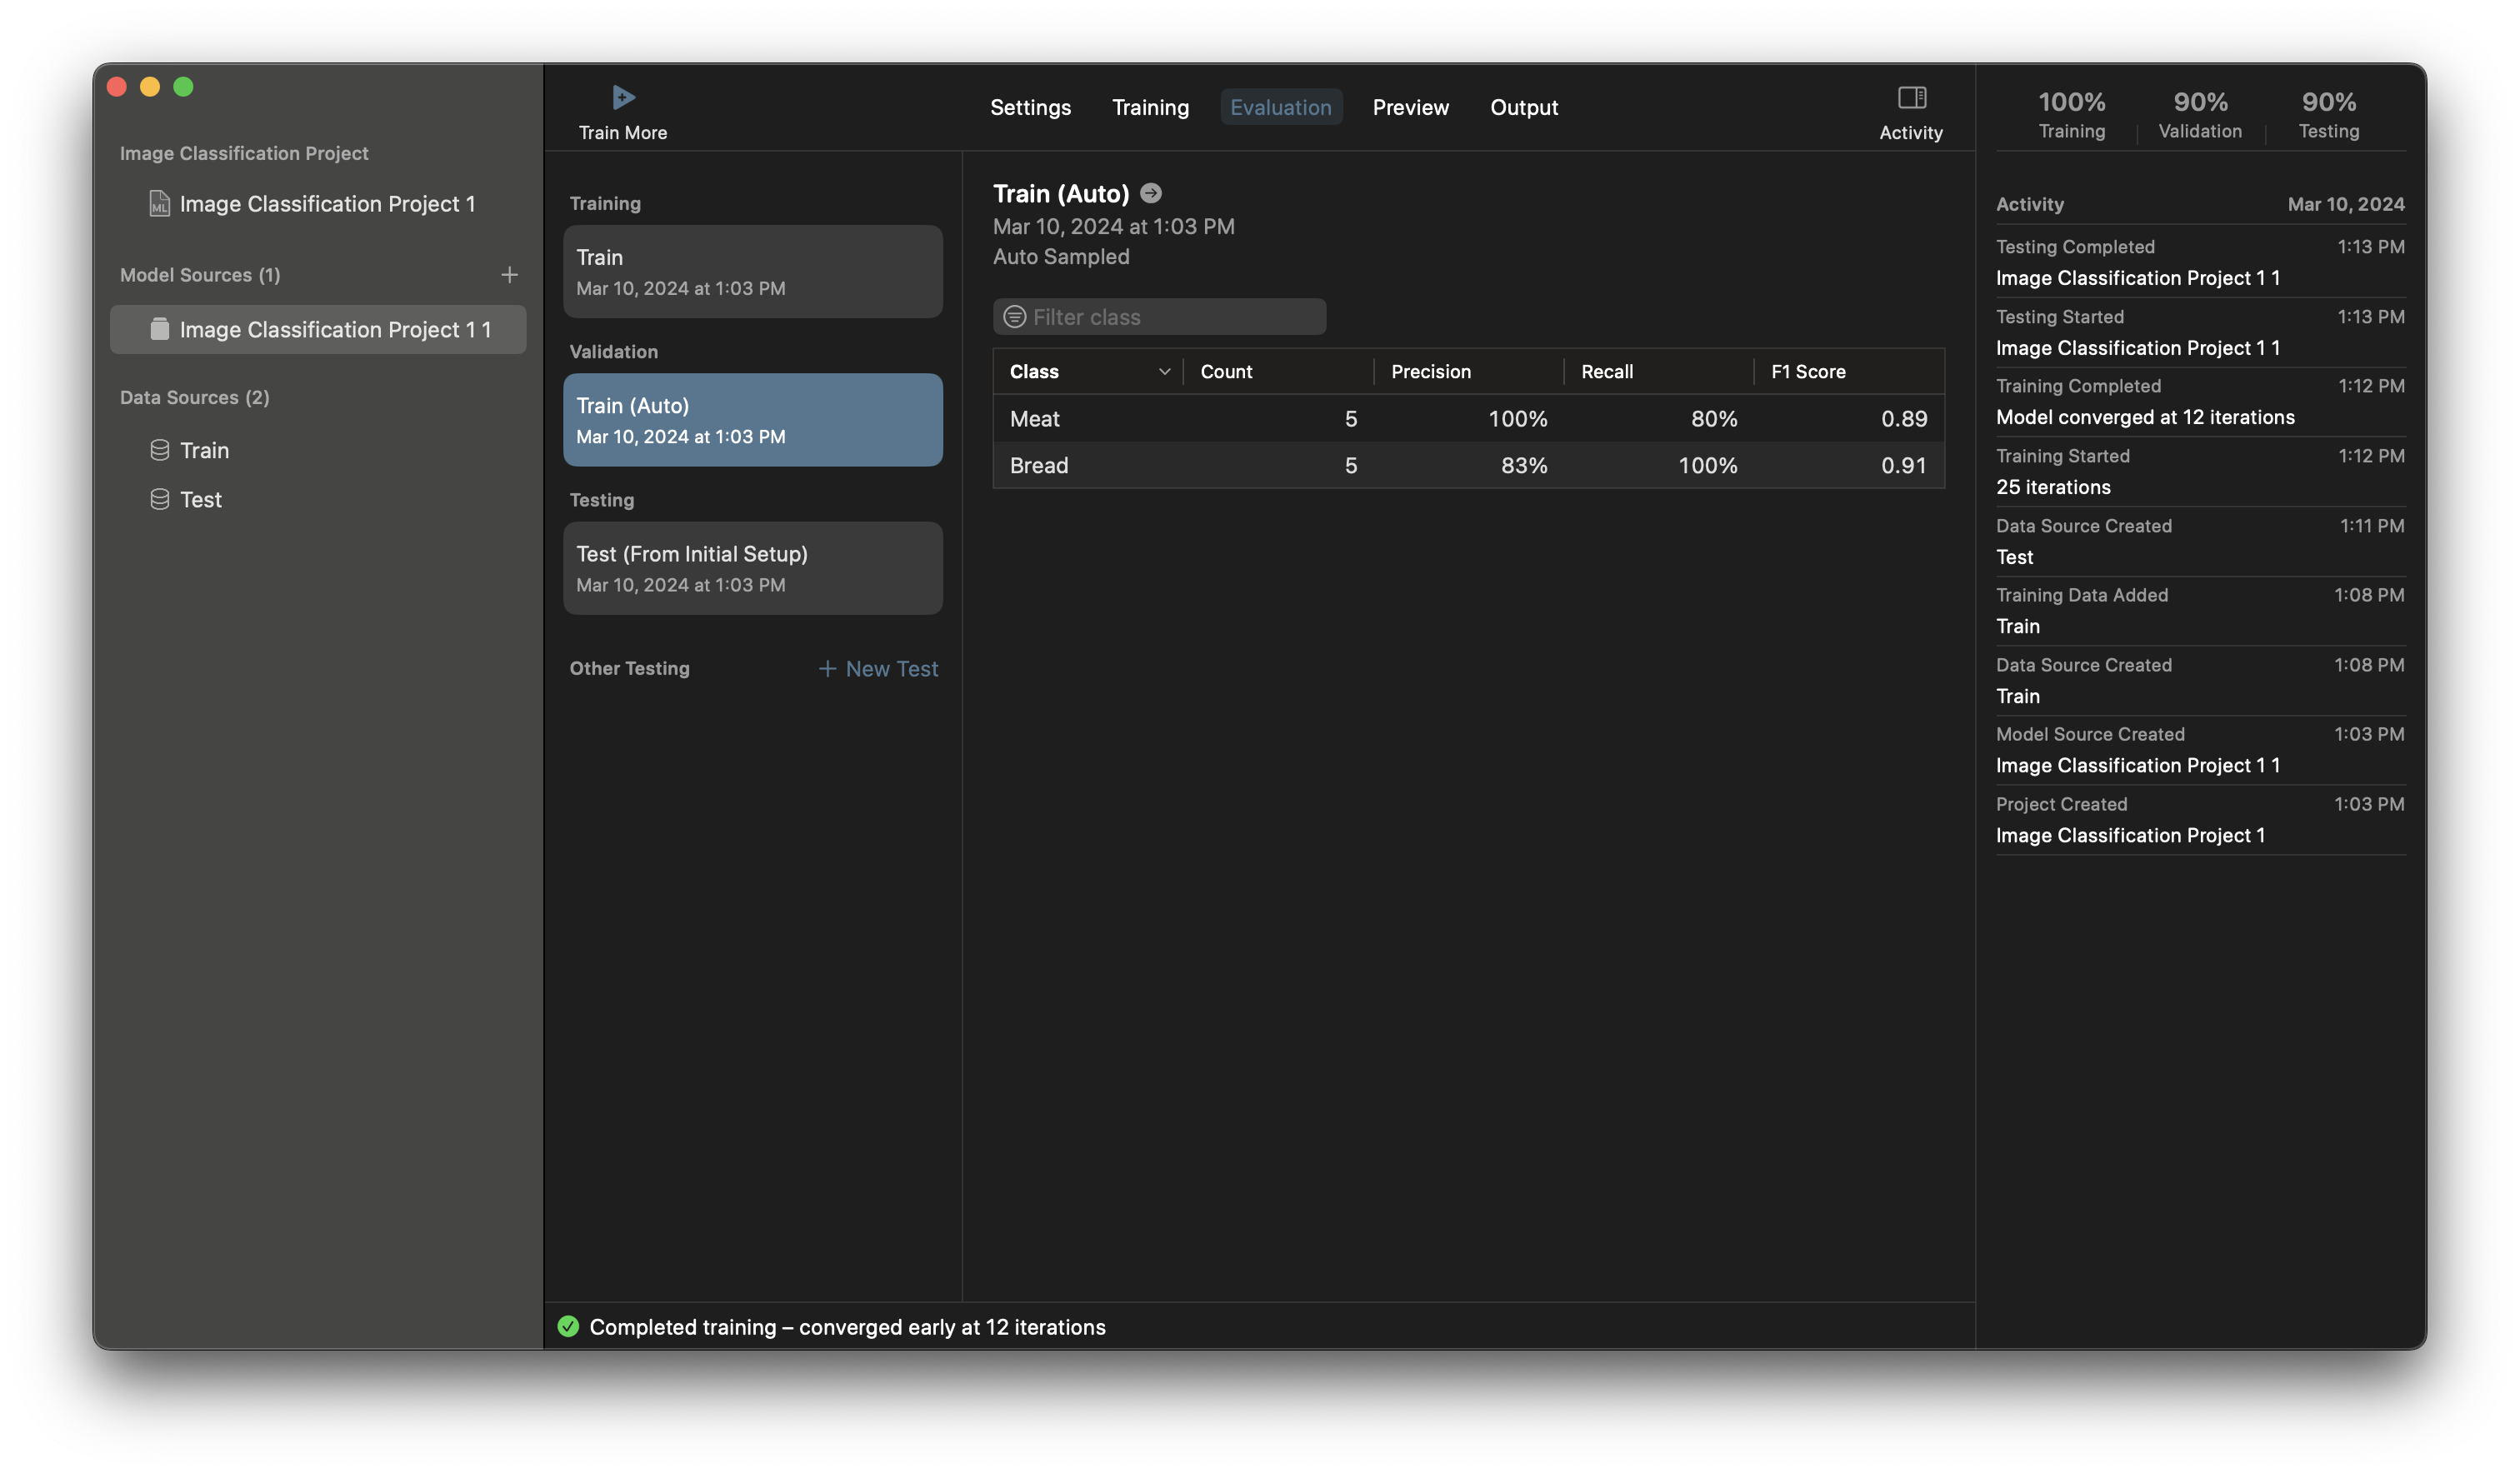 Image Classification Project
Image Classification Project 1
Model Sources (1)
Image Classification Project 1 1
Data Sources (2)
Train
Test
Train More
Settings Training Evaluation Preview Output
Activity
Training
Train
Mar 10, 2024 at 1:03 PM
Validation
Train (Auto)
Mar 10, 2024 at 1:03 PM
Testing
Test (From Initial Setup)
Mar 10, 2024 at 1:03 PM
Other Testing + New Test
Train (Auto)
Mar 10, 2024 at 1:03 PM
Auto Sampled
Filter class
Class Count Precision Recall F1 Score
Meat 5 100% 80% 0.89
Bread 5 83% 100% 0.91
Completed training – converged early at 12 iterations
100% 90% 90%
Training Validation Testing
Activity Mar 10, 2024
Testing Completed 1:13 PM
Image Classification Project 1 1
Testing Started 1:13 PM
Image Classification Project 1 1
Training Completed 1:12 PM
Model converged at 12 iterations
Training Started 1:12 PM
25 iterations
Data Source Created 1:11 PM
Test
Training Data Added 1:08 PM
Train
Data Source Created 1:08 PM
Train
Model Source Created 1:03 PM
Image Classification Project 1 1
Project Created 1:03 PM
Image Classification Project 1